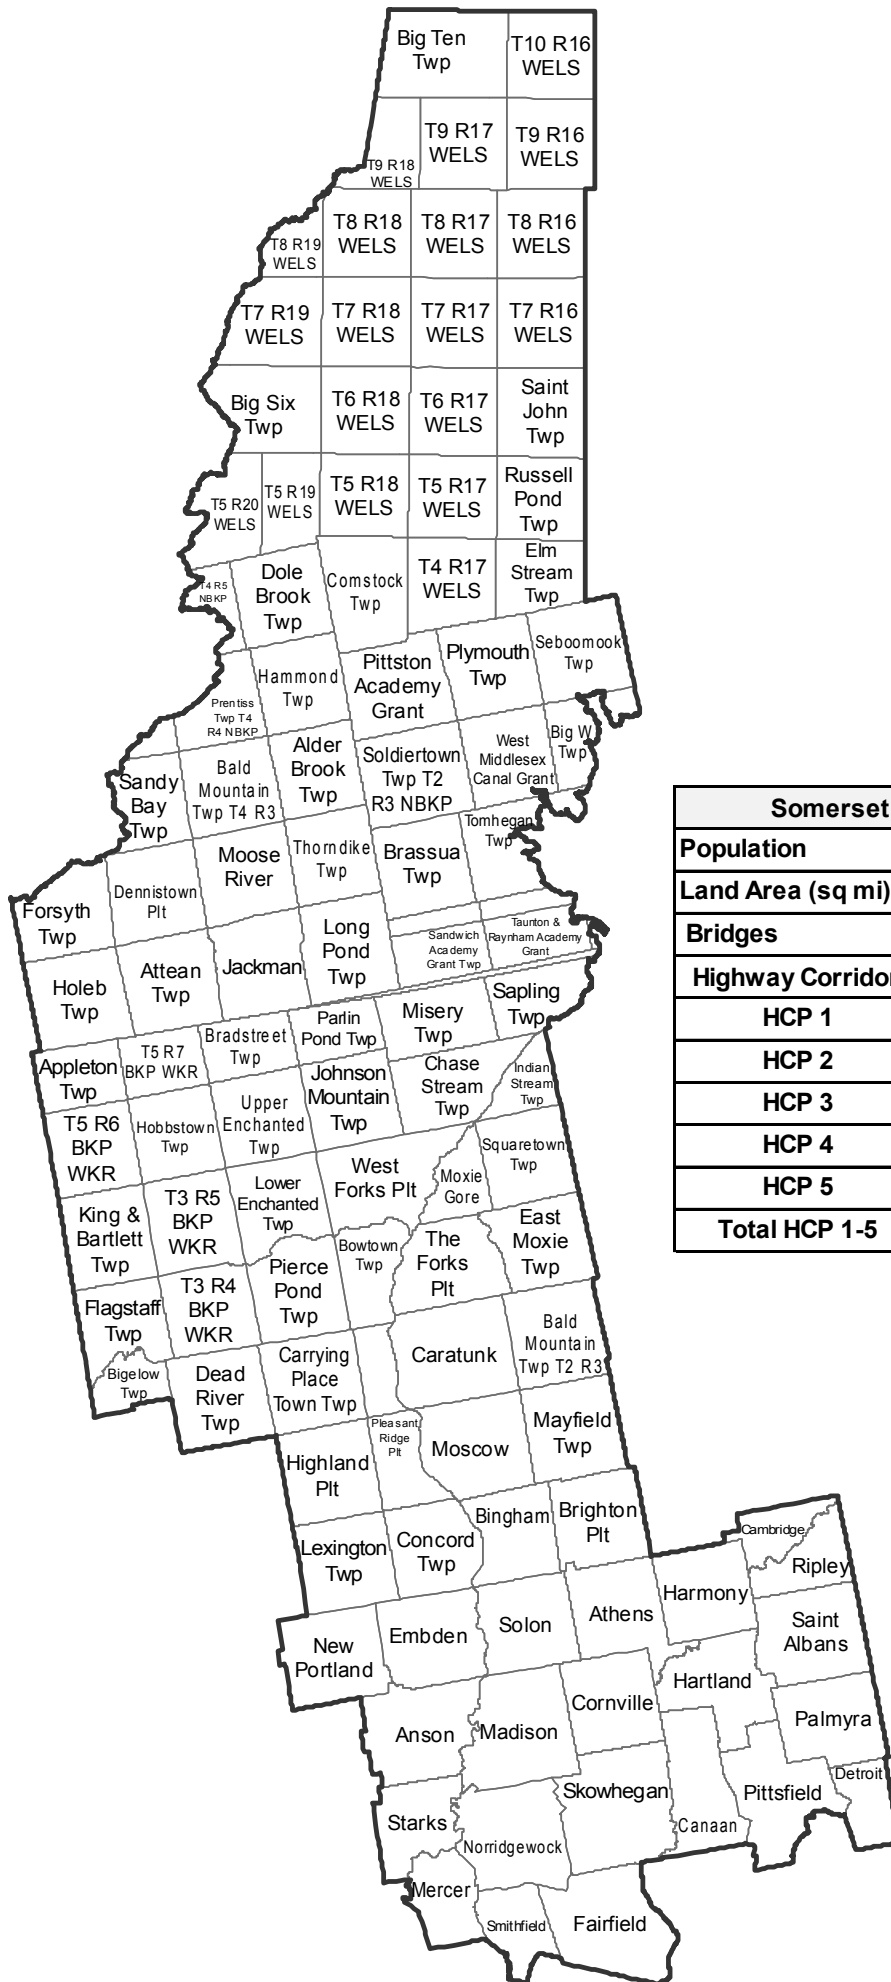 Big Ten
Twp
T10 R16
WELS
T9 R18
WELS
T9 R17
WELS
T9 R16
WELS
T8 R19
WELS
T8 R18
WELS
T8 R17
WELS
T8 R16
WELS
T7 R19
WELS
T7 R18
WELS
T7 R17
WELS
T7 R16
WELS
Big Six
Twp
T6 R18
WELS
T6 R17
WELS
Saint
John
Twp
T5 R20
WELS
T5 R19
WELS
T5 R18
WELS
T5 R17
WELS
Russell
Pond
Twp
T4 R5
NBKP
Dole
Brook
Twp
Comstock
Twp
T4 R17
WELS
Elm
Stream
Twp
Prentiss
Twp T4
R4 NBKP
Hammond
Twp
Pittston
Academy
Grant
Plymouth
Twp
Seboomook
Twp
Sandy
Bay
Twp
Bald
Mountain
Twp T4 R3
Alder
Brook
Twp
Soldiertown
Twp T2
R3 NBKP
West
Middlesex
Canal Grant
Big W
Twp
Forsyth
Twp
Dennistown
Plt
Moose
River
Thorndike
Twp
Brassua
Twp
Tomhegan
Twp
Holeb
Twp
Attean
Twp
Jackman
Long
Pond
Twp
Sandwich
Academy
Grant Twp
Taunton &
Raynham Academy
Grant
Appleton
Twp
T5 R7
BKP WKR
Bradstreet
Twp
Parlin
Pond Twp
Misery
Twp
Sapling
Twp
T5 R6
BKP
WKR
Hobbstown
Twp
Upper
Enchanted
Twp
Johnson
Mountain
Twp
Chase
Stream
Twp
Indian
Stream
Twp
King &
Bartlett
Twp
T3 R5
BKP
WKR
Lower
Enchanted
Twp
West
Forks Plt
Moxie
Gore
Squaretown
Twp
Flagstaff
Twp
T3 R4
BKP
WKR
Pierce
Pond
Twp
Bowtown
Twp
The
Forks
Plt
East
Moxie
Twp
Bigelow
Twp
Dead
River
Twp
Carrying
Place
Town Twp
Caratunk
Bald
Mountain
Twp T2 R3
Highland
Plt
Pleasant
Ridge
Plt
Moscow
Mayfield
Twp
Lexington
Twp
Concord
Twp
Bingham
Brighton
Plt
Cambridge
Ripley
New
Portland
Embden
Solon
Athens
Harmony
Saint
Albans
Anson
Madison
Cornville
Hartland
Palmyra
Starks
Norridgewock
Skowhegan
Canaan
Pittsfield
Detroit
Mercer
Smithfield
Fairfield
Somerset
Population
Land Area (sq mi)
Bridges
Highway Corridor
HCP 1
HCP 2
HCP 3
HCP 4
HCP 5
Total HCP 1-5